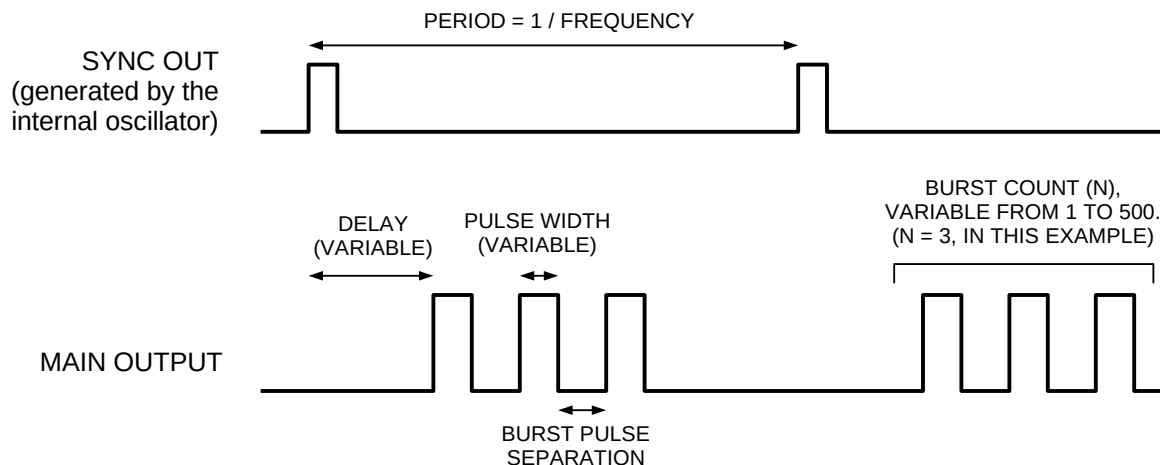 PERIOD = 1 / FREQUENCY
SYNC OUT
(generated by the
internal oscillator)
BURST COUNT (N),
VARIABLE FROM 1 TO 500.
(N = 3, IN THIS EXAMPLE)
DELAY
(VARIABLE)
PULSE WIDTH
(VARIABLE)
MAIN OUTPUT
BURST PULSE
SEPARATION